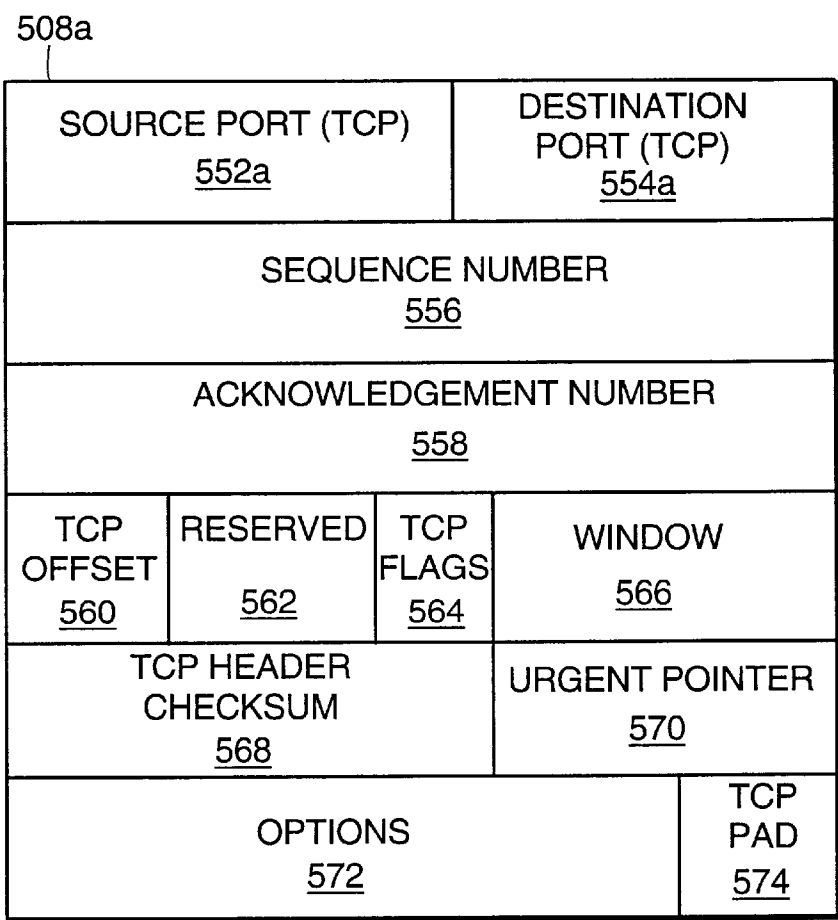 508a
SOURCE PORT (TCP)
552a
DESTINATION
PORT (TCP)
554a
SEQUENCE NUMBER
556
ACKNOWLEDGEMENT NUMBER
558
TCP
OFFSET
560
RESERVED
562
TCP
FLAGS
564
WINDOW
566
TCP HEADER
CHECKSUM
568
URGENT POINTER
570
OPTIONS
572
TCP
PAD
574